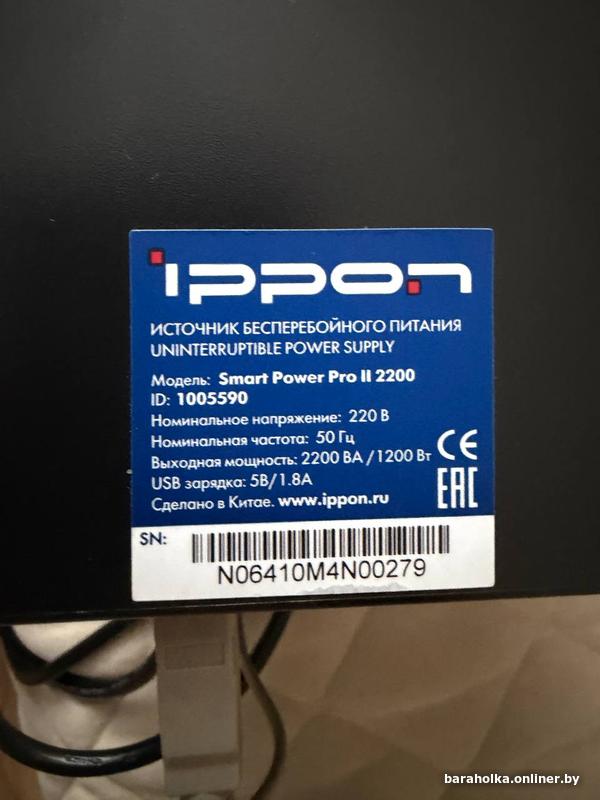 ippon
ИСТОЧНИК БЕСПЕРЕБОЙНОГО ПИТАНИЯ
UNINTERRUPTIBLE POWER SUPPLY
Модель: Smart Power Pro II 2200
ID: 1005590
Номинальное напряжение: 220 В
Номинальная частота: 50 Гц
Выходная мощность: 2200 ВА /1200 Вт
USB зарядка: 5В/1.8А
Сделано в Китае. www.ippon.ru
CE
EAC
SN:
N06410M4N00279
baraholka.onliner.by